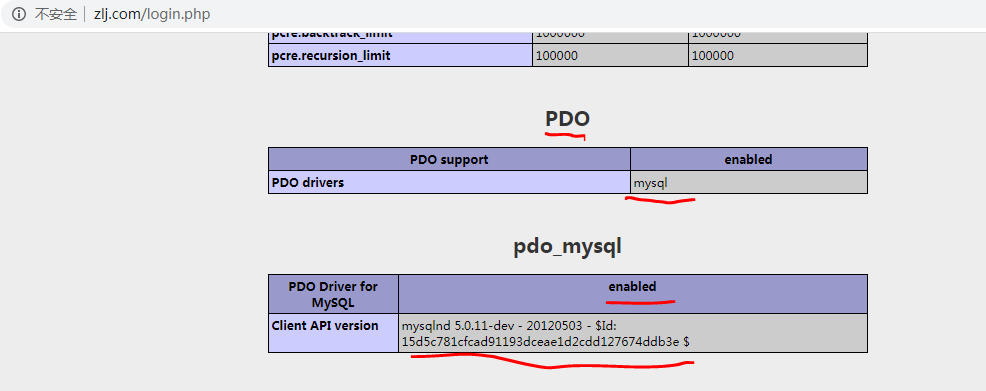 不安全 zlj.com/login.php
pcre.backtrack_limit 1000000 1000000
pcre.recursion_limit 100000 100000
PDO
PDO support enabled
PDO drivers mysql
pdo_mysql
PDO Driver for MySQL enabled
Client API version mysqlnd 5.0.11-dev - 20120503 - $Id:
15d5c781cfcad91193dceae1d2cdd127674ddb3e $